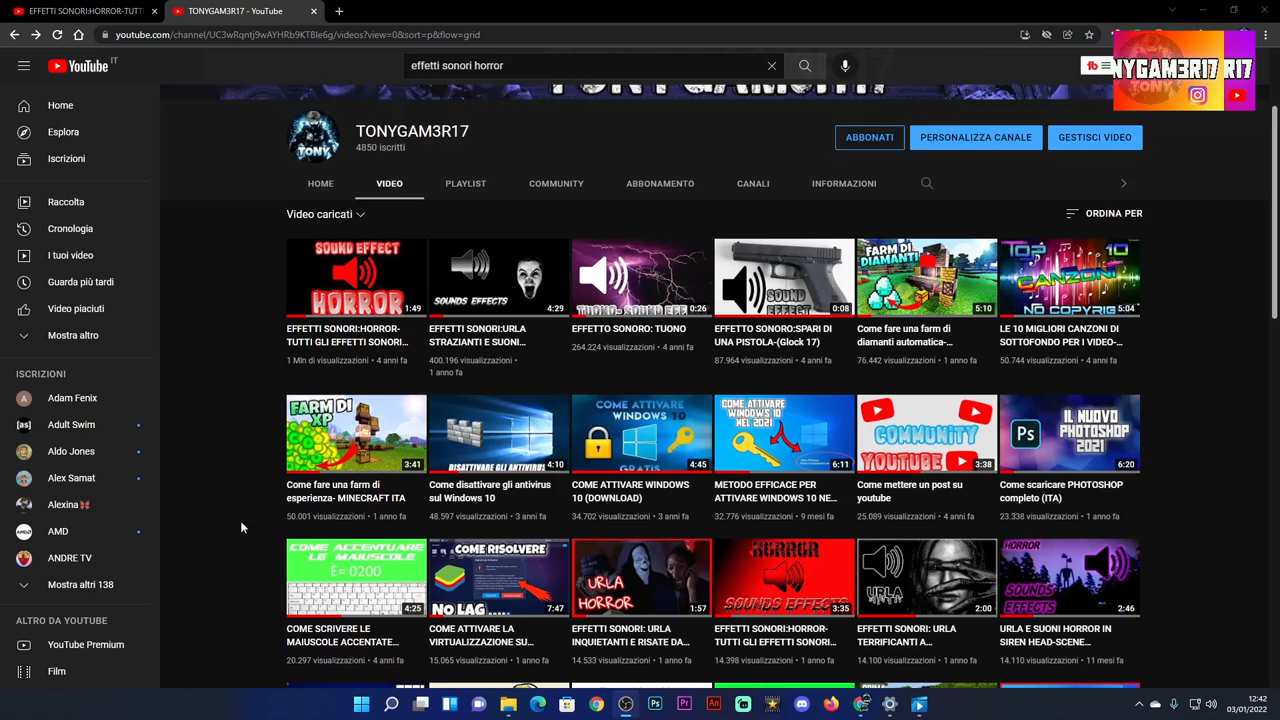 EFFETTI SONORI:HORROR-TUTTI
TONYGAM3R17 - YouTube
youtube.com/channel/UC3wRqntj9wAYHRb9KTBle6g/videos?view=0&sort=p&flow=grid
YouTube IT
effetti sonori horror
NYGAM3R17
R17
TONY
Home
Esplora
Iscrizioni
Raccolta
Cronologia
I tuoi video
Guarda più tardi
Video piaciuti
Mostra altro
ISCRIZIONI
Adam Fenix
Adult Swim
Aldo Jones
Alex Samat
Alexina
AMD
ANDRE TV
Mostra altri 138
ALTRO DA YOUTUBE
YouTube Premium
Film
TONY
TONYGAM3R17
4850 iscritti
ABBONATI
PERSONALIZZA CANALE
GESTISCI VIDEO
HOME
VIDEO
PLAYLIST
COMMUNITY
ABBONAMENTO
CANALI
INFORMAZIONI
Video caricati
ORDINA PER
SOUND EFFECT
HORROR
1:49
EFFETTI SONORI:HORROR-
TUTTI GLI EFFETTI SONORI...
1 Mln di visualizzazioni • 4 anni fa
SOUNDS EFFECTS
4:29
EFFETTI SONORI:URLA
STRAZIANTI E SUONI...
400.196 visualizzazioni •
1 anno fa
TUONO-SOUND EFF
0:26
EFFETTO SONORO: TUONO
264.224 visualizzazioni • 4 anni fa
SOUND
EFFECT
0:08
EFFETTO SONORO:SPARI DI
UNA PISTOLA-(Glock 17)
87.964 visualizzazioni • 4 anni fa
FARM DI
DIAMANTI
5:10
Come fare una farm di
diamanti automatica-...
76.442 visualizzazioni • 1 anno fa
TOP 10
CANZONI
NO COPYRIG
5:04
LE 10 MIGLIORI CANZONI DI
SOTTOFONDO PER I VIDEO-...
50.744 visualizzazioni • 4 anni fa
FARM DI
XP
3:41
Come fare una farm di
esperienza- MINECRAFT ITA
50.001 visualizzazioni • 1 anno fa
DISATTIVARE GLI ANTIVIRUS
4:10
Come disattivare gli antivirus
sul Windows 10
48.597 visualizzazioni • 3 anni fa
COME ATTIVARE
WINDOWS 10
GRATIS
4:45
COME ATTIVARE WINDOWS
10 (DOWNLOAD)
34.702 visualizzazioni • 3 anni fa
COME ATTIVARE
WINDOWS 10
NEL 2021
6:11
METODO EFFICACE PER
ATTIVARE WINDOWS 10 NE...
32.776 visualizzazioni • 9 mesi fa
COMMUNITY
YOUTUBE
3:38
Come mettere un post su
youtube
25.089 visualizzazioni • 4 anni fa
Ps
IL NUOVO
PHOTOSHOP
2021
6:20
Come scaricare PHOTOSHOP
completo (ITA)
23.338 visualizzazioni • 1 anno fa
COME ACCENTUARE
LE MAIUSCOLE
È= 0200
4:25
COME SCRIVERE LE
MAIUSCOLE ACCENTATE...
20.297 visualizzazioni • 4 anni fa
COME RISOLVERE
NO LAG
7:47
COME ATTIVARE LA
VIRTUALIZZAZIONE SU...
15.065 visualizzazioni • 1 anno fa
URLA
HORROR
1:57
EFFETTI SONORI: URLA
INQUIETANTI E RISATE DA...
14.533 visualizzazioni • 1 anno fa
HORROR
SOUNDS EFFECTS
3:35
EFFETTI SONORI:HORROR-
TUTTI GLI EFFETTI SONORI...
14.398 visualizzazioni • 1 anno fa
URLA
2:00
EFFETTI SONORI: URLA
TERRIFICANTI A...
14.100 visualizzazioni • 1 anno fa
HORROR
SOUNDS
EFFECTS
2:46
URLA E SUONI HORROR IN
SIREN HEAD-SCENE...
14.110 visualizzazioni • 11 mesi fa
12:42
03/01/2022